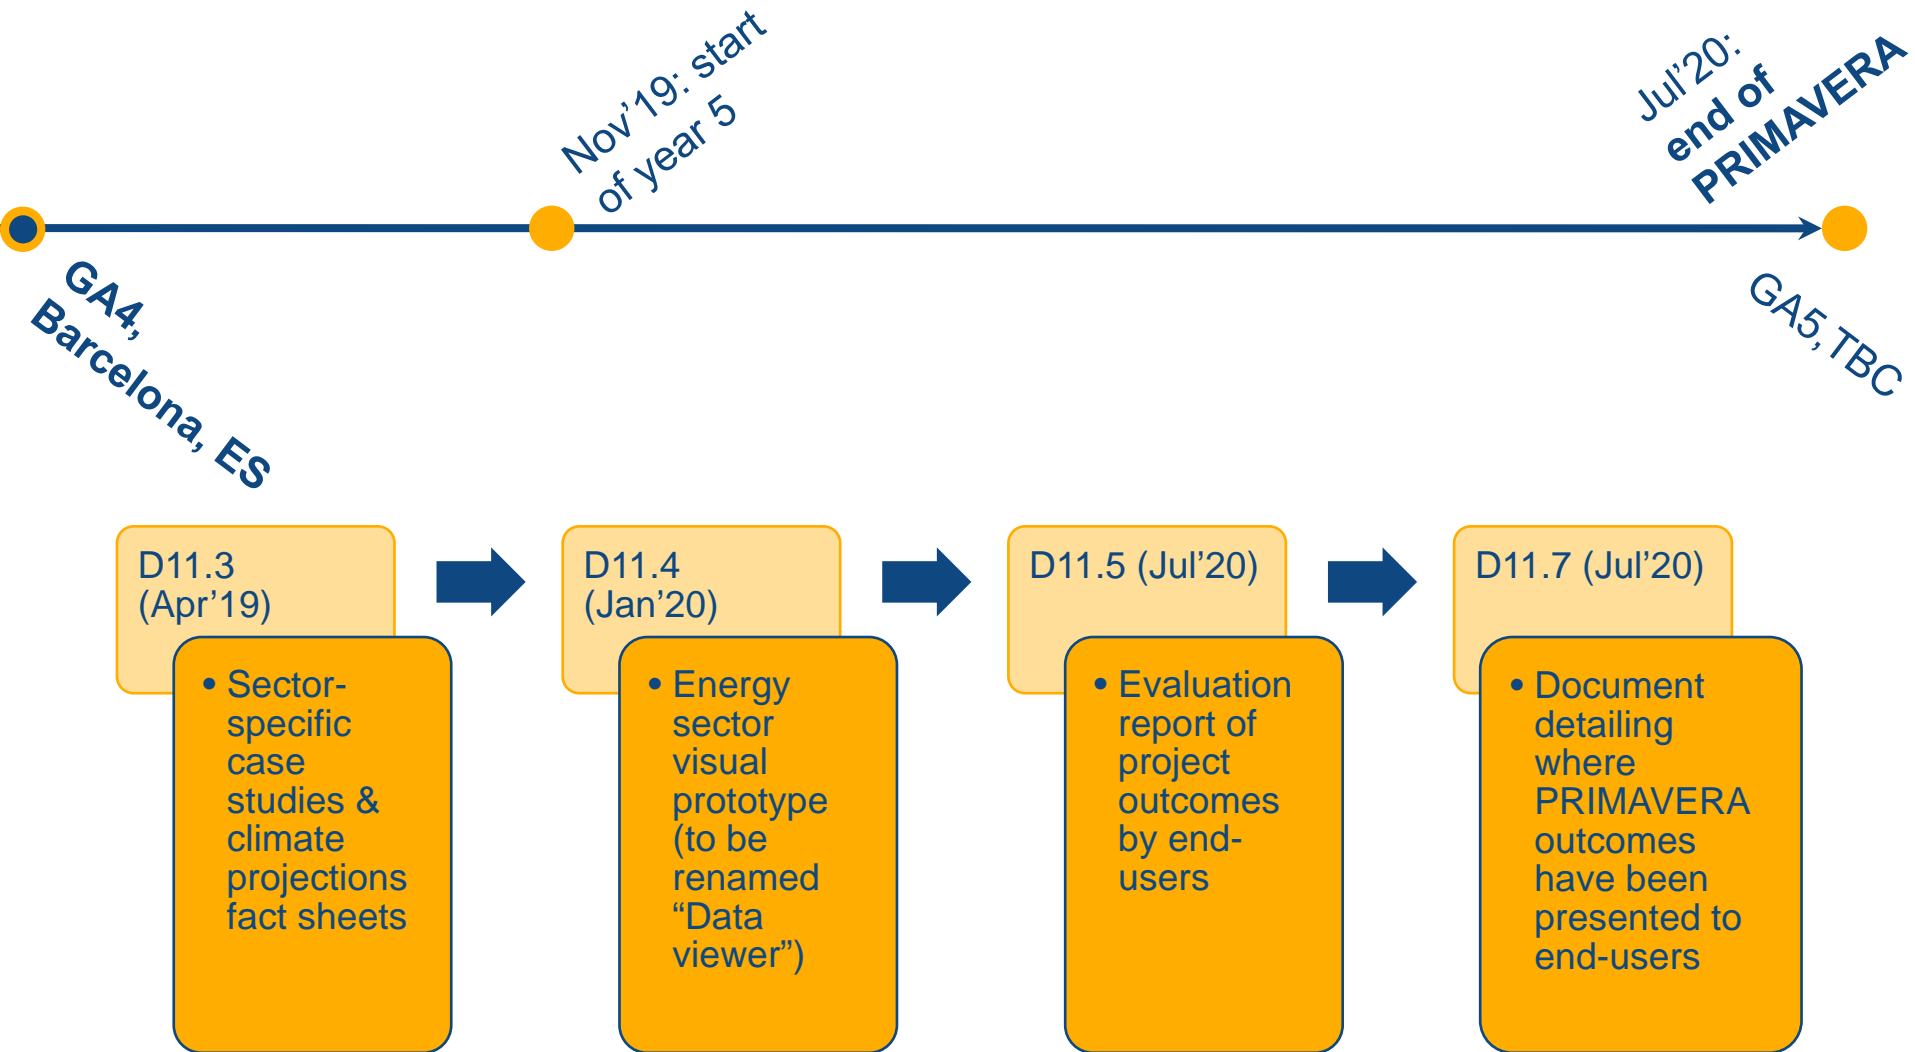 Nov’19: start
of year 5
Jul’20:
end of
PRIMAVERA
GA4,
Barcelona, ES
GA5, TBC
D11.3
(Apr’19)
• Sector-
specific
case
studies &
climate
projections
fact sheets
D11.4
(Jan’20)
• Energy
sector
visual
prototype
(to be
renamed
“Data
viewer”)
D11.5 (Jul’20)
• Evaluation
report of
project
outcomes
by end-
users
D11.7 (Jul’20)
• Document
detailing
where
PRIMAVERA
outcomes
have been
presented to
end-users